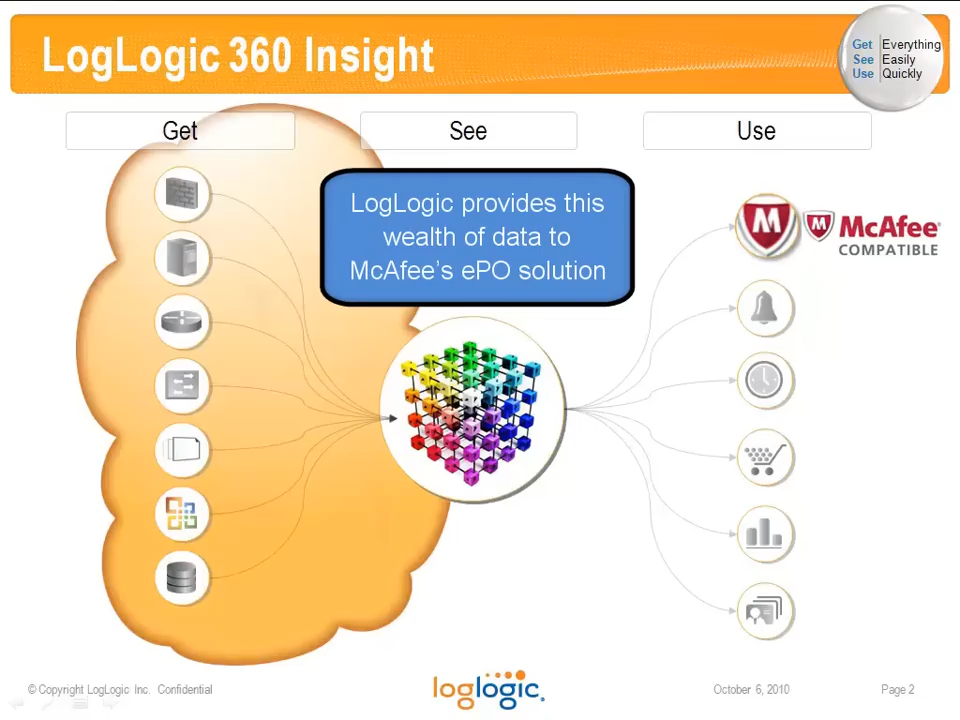 LogLogic 360 Insight
Get Everything
See Easily
Use Quickly
Get
See
Use
LogLogic provides this
wealth of data to
McAfee's ePO solution
McAfee®
COMPATIBLE
© Copyright LogLogic Inc. Confidential
loglogic
October 6, 2010
Page 2